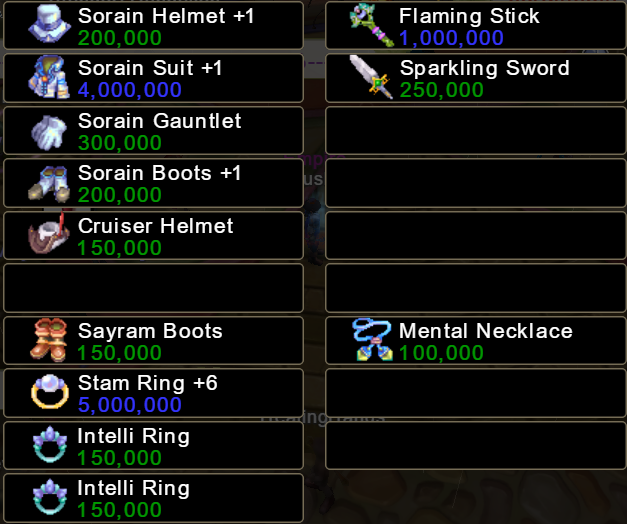 Sorain Helmet +1
200,000
Sorain Suit +1
4,000,000
Sorain Gauntlet
300,000
Sorain Boots +1
200,000
Cruiser Helmet
150,000
Sayram Boots
150,000
Stam Ring +6
5,000,000
Intelli Ring
150,000
Intelli Ring
150,000
Flaming Stick
1,000,000
Sparkling Sword
250,000
Mental Necklace
100,000